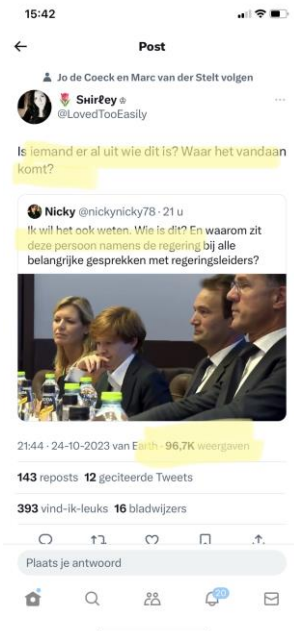 15:42
Post
Jo de Coeck en Marc van der Stelt volgen
🌷 Sнιrℓey ♔
@LovedTooEasily
Is iemand er al uit wie dit is? Waar het vandaan
komt?
Nicky @nickynicky78 · 21 u
Ik wil het ook weten. Wie is dit? En waarom zit
deze persoon namens de regering bij alle
belangrijke gesprekken met regeringsleiders?
21:44 · 24-10-2023 van Earth · 96,7K weergaven
143 reposts 12 geciteerde Tweets
393 vind-ik-leuks 16 bladwijzers
Plaats je antwoord
20